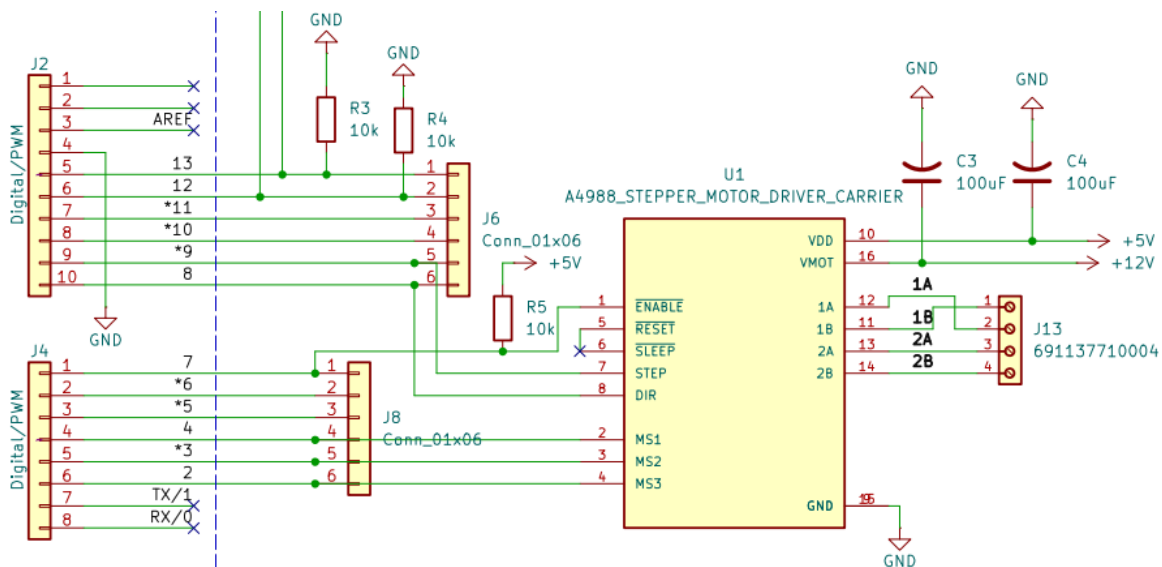 GND
GND
GND
GND
J2
1
2
AREF
3
4
13
5
12
6
*11
7
*10
8
*9
9
8
10
Digital/PWM
GND
R3
10k
R4
10k
1
2
3
4
5
6
J6
Conn_01x06
+5V
R5
10k
J4
7
1
*6
2
*5
3
4
4
*3
5
2
6
TX/1
7
RX/0
8
Digital/PWM
1
2
3
4
5
6
J8
Conn_01x06
C3
100uF
C4
100uF
U1
A4988_STEPPER_MOTOR_DRIVER_CARRIER
1
ENABLE
5
RESET
6
SLEEP
7
STEP
8
DIR
2
MS1
3
MS2
4
MS3
VDD
10
+5V
VMOT
16
+12V
1A
12
1A
1B
11
1B
2A
13
2A
2B
14
2B
GND
GND
1
2
3
4
J13
691137710004